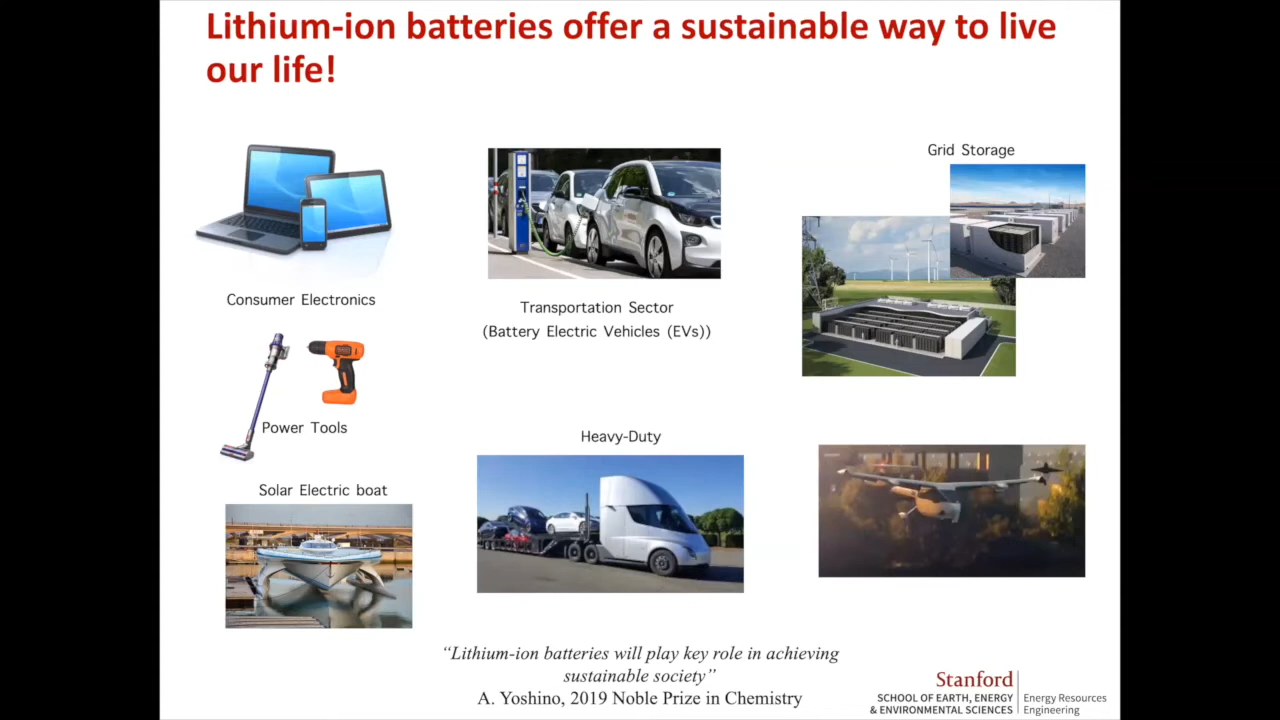 Lithium-ion batteries offer a sustainable way to live
our life!
Consumer Electronics
Power Tools
Solar Electric boat
Transportation Sector
(Battery Electric Vehicles (EVs))
Heavy-Duty
Grid Storage
“Lithium-ion batteries will play key role in achieving
sustainable society”
A. Yoshino, 2019 Noble Prize in Chemistry
Stanford
SCHOOL OF EARTH, ENERGY
& ENVIRONMENTAL SCIENCES
Energy Resources
Engineering